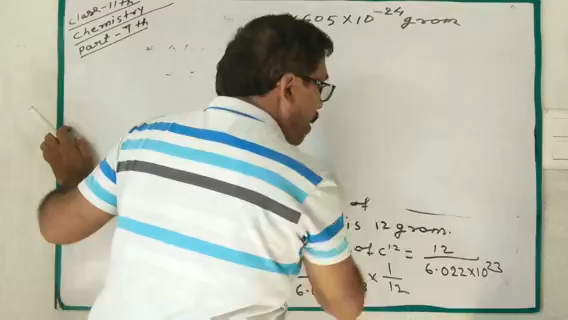 Class-11th
Chemistry
Part-7th
605×10⁻²⁴ gram
of
is 12 gram.
of C¹² = 12 / 6.022×10²³
6. × 1/12